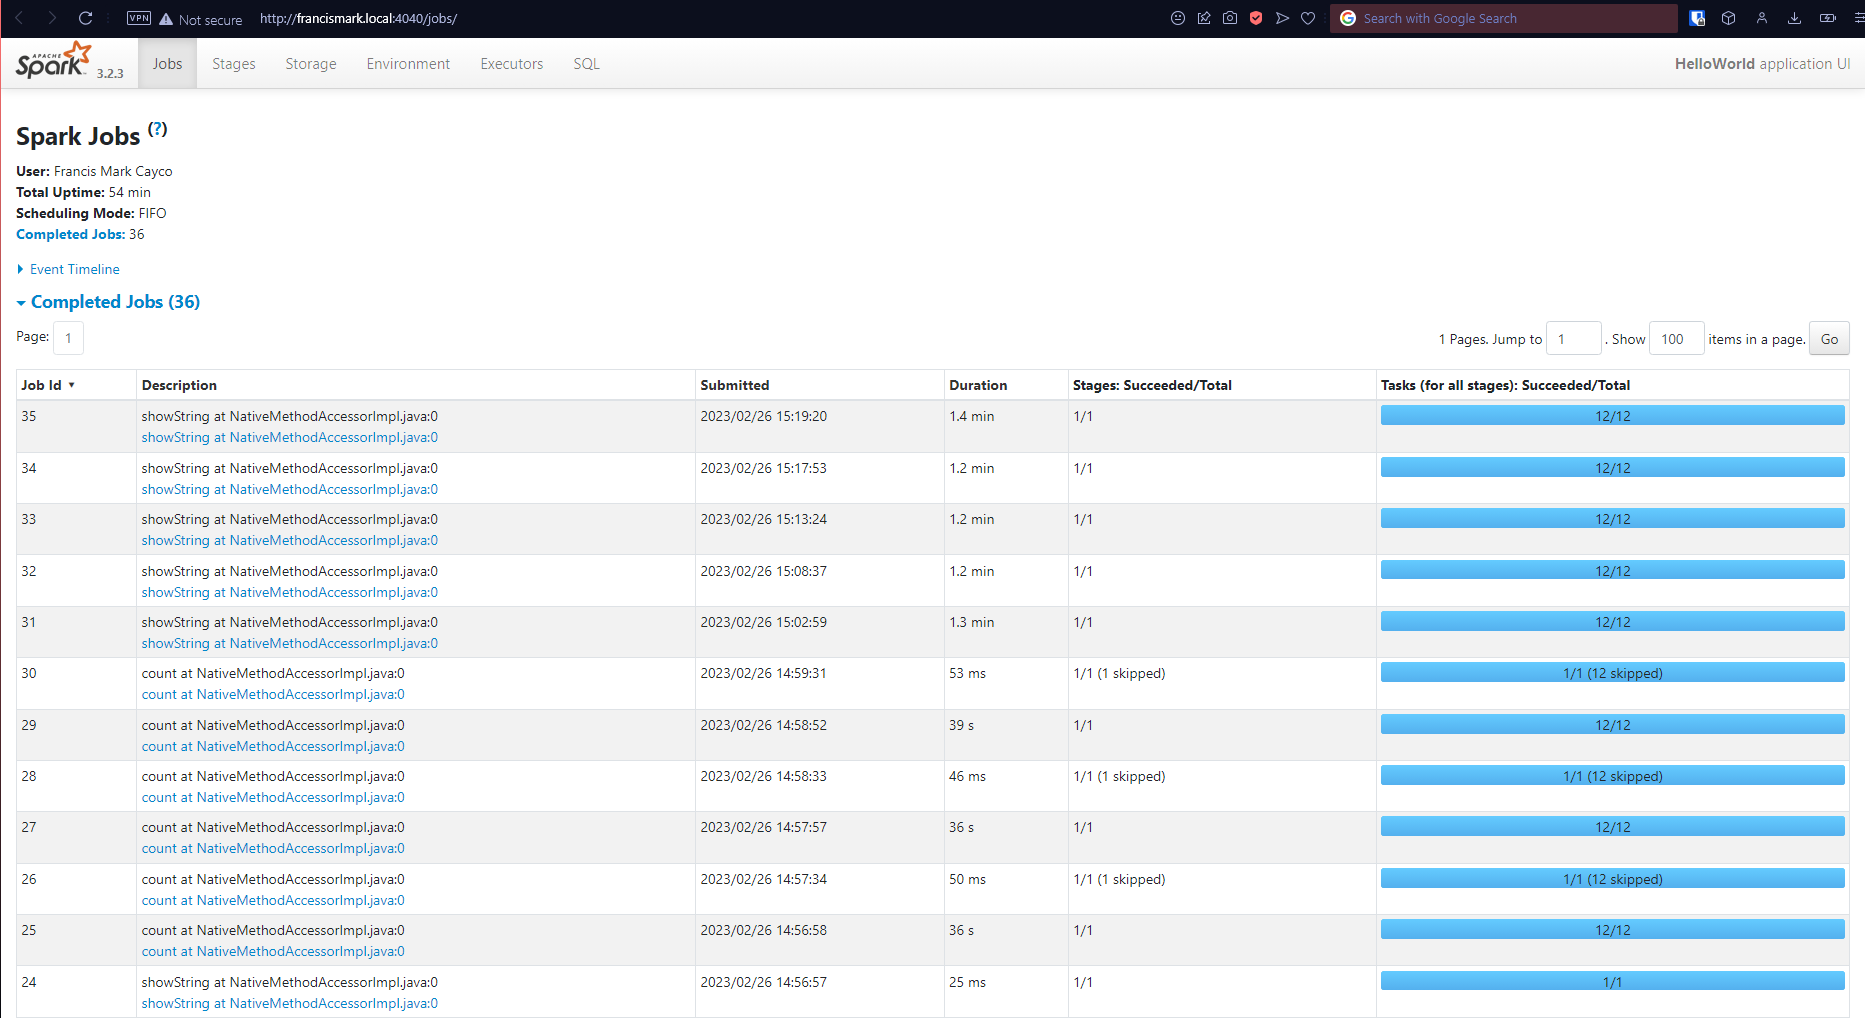 VPN Not secure http://francismark.local:4040/jobs/ Search with Google Search
APACHE Spark 3.2.3 Jobs Stages Storage Environment Executors SQL HelloWorld application UI
Spark Jobs (?)
User: Francis Mark Cayco
Total Uptime: 54 min
Scheduling Mode: FIFO
Completed Jobs: 36
Event Timeline
Completed Jobs (36)
Page: 1 1 Pages. Jump to 1 . Show 100 items in a page. Go
Job Id ▾ Description Submitted Duration Stages: Succeeded/Total Tasks (for all stages): Succeeded/Total
35 showString at NativeMethodAccessorImpl.java:0 2023/02/26 15:19:20 1.4 min 1/1 12/12
showString at NativeMethodAccessorImpl.java:0
34 showString at NativeMethodAccessorImpl.java:0 2023/02/26 15:17:53 1.2 min 1/1 12/12
showString at NativeMethodAccessorImpl.java:0
33 showString at NativeMethodAccessorImpl.java:0 2023/02/26 15:13:24 1.2 min 1/1 12/12
showString at NativeMethodAccessorImpl.java:0
32 showString at NativeMethodAccessorImpl.java:0 2023/02/26 15:08:37 1.2 min 1/1 12/12
showString at NativeMethodAccessorImpl.java:0
31 showString at NativeMethodAccessorImpl.java:0 2023/02/26 15:02:59 1.3 min 1/1 12/12
showString at NativeMethodAccessorImpl.java:0
30 count at NativeMethodAccessorImpl.java:0 2023/02/26 14:59:31 53 ms 1/1 (1 skipped) 1/1 (12 skipped)
count at NativeMethodAccessorImpl.java:0
29 count at NativeMethodAccessorImpl.java:0 2023/02/26 14:58:52 39 s 1/1 12/12
count at NativeMethodAccessorImpl.java:0
28 count at NativeMethodAccessorImpl.java:0 2023/02/26 14:58:33 46 ms 1/1 (1 skipped) 1/1 (12 skipped)
count at NativeMethodAccessorImpl.java:0
27 count at NativeMethodAccessorImpl.java:0 2023/02/26 14:57:57 36 s 1/1 12/12
count at NativeMethodAccessorImpl.java:0
26 count at NativeMethodAccessorImpl.java:0 2023/02/26 14:57:34 50 ms 1/1 (1 skipped) 1/1 (12 skipped)
count at NativeMethodAccessorImpl.java:0
25 count at NativeMethodAccessorImpl.java:0 2023/02/26 14:56:58 36 s 1/1 12/12
count at NativeMethodAccessorImpl.java:0
24 showString at NativeMethodAccessorImpl.java:0 2023/02/26 14:56:57 25 ms 1/1 1/1
showString at NativeMethodAccessorImpl.java:0